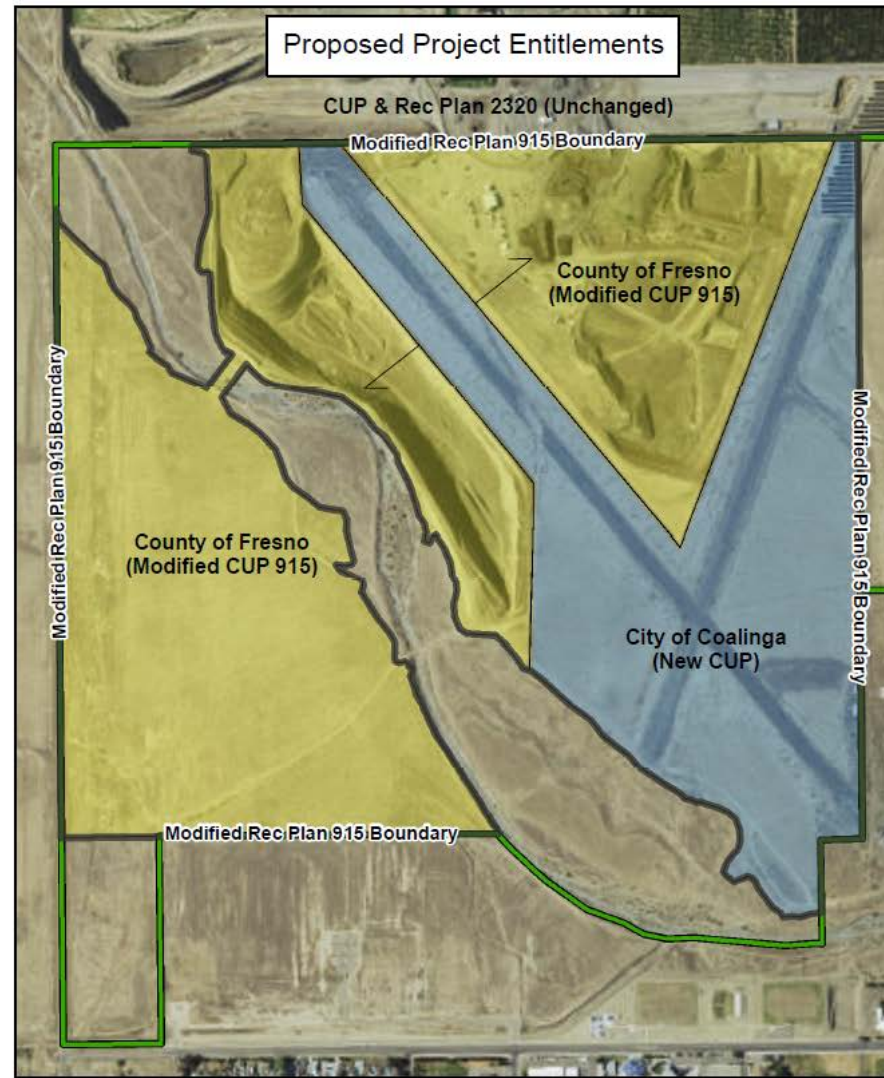 Proposed Project Entitlements
CUP & Rec Plan 2320 (Unchanged)
Modified Rec Plan 915 Boundary
County of Fresno
(Modified CUP 915)
Modified Rec Plan 915 Boundary
Modified Rec Plan 915 Boundary
County of Fresno
(Modified CUP 915)
City of Coalinga
(New CUP)
Modified Rec Plan 915 Boundary